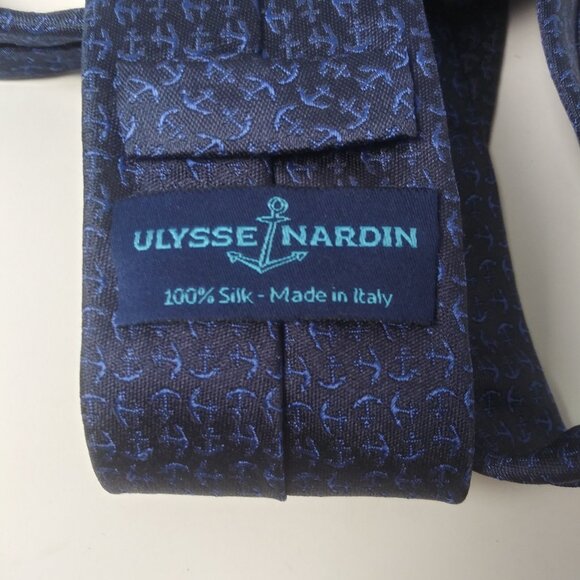 ULYSSE NARDIN
100% Silk - Made in Italy